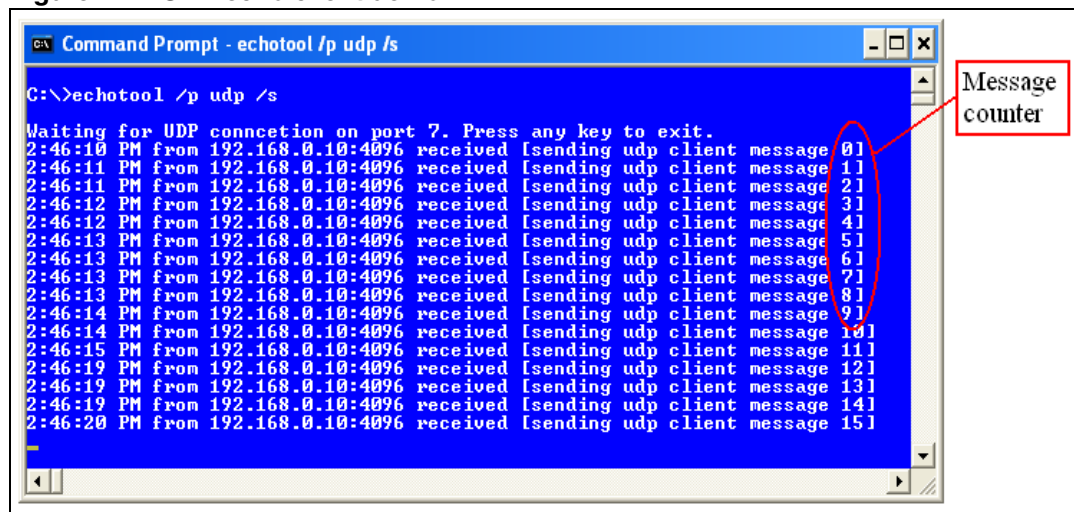 Command Prompt - echotool /p udp /s
C:\>echotool /p udp /s
Waiting for UDP conncetion on port 7. Press any key to exit.
2:46:10 PM from 192.168.0.10:4096 received [sending udp client message 0]
2:46:11 PM from 192.168.0.10:4096 received [sending udp client message 1]
2:46:11 PM from 192.168.0.10:4096 received [sending udp client message 2]
2:46:12 PM from 192.168.0.10:4096 received [sending udp client message 3]
2:46:12 PM from 192.168.0.10:4096 received [sending udp client message 4]
2:46:13 PM from 192.168.0.10:4096 received [sending udp client message 5]
2:46:13 PM from 192.168.0.10:4096 received [sending udp client message 6]
2:46:13 PM from 192.168.0.10:4096 received [sending udp client message 7]
2:46:13 PM from 192.168.0.10:4096 received [sending udp client message 8]
2:46:14 PM from 192.168.0.10:4096 received [sending udp client message 9]
2:46:14 PM from 192.168.0.10:4096 received [sending udp client message 10]
2:46:15 PM from 192.168.0.10:4096 received [sending udp client message 11]
2:46:19 PM from 192.168.0.10:4096 received [sending udp client message 12]
2:46:19 PM from 192.168.0.10:4096 received [sending udp client message 13]
2:46:19 PM from 192.168.0.10:4096 received [sending udp client message 14]
2:46:20 PM from 192.168.0.10:4096 received [sending udp client message 15]
Message
counter